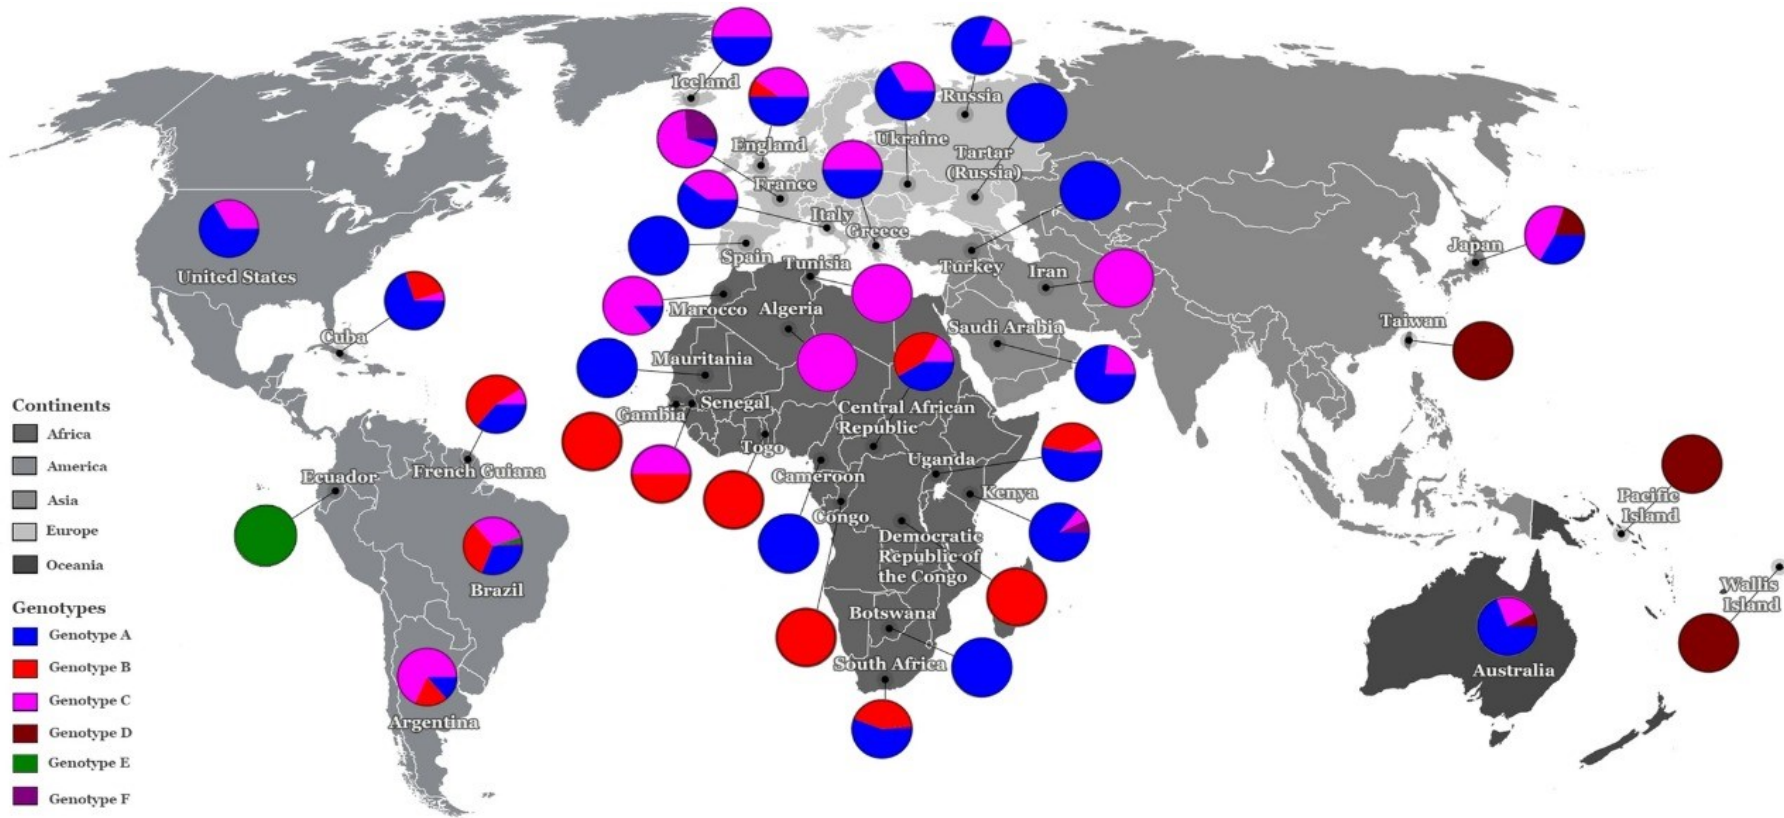 Iceland
Russia
England
Ukraine
Tartar
(Russia)
France
Italy
Greece
Spain
Tunisia
Turkey
Iran
Japan
United States
Marocco
Algeria
Saudi Arabia
Taiwan
Cuba
Mauritania
Gambia
Senegal
Central African
Republic
Togo
Uganda
Ecuador
French Guiana
Cameroon
Kenya
Pacific
Island
Congo
Democratic
Republic of
the Congo
Brazil
Wallis
Island
Botswana
South Africa
Australia
Argentina
Continents
Africa
America
Asia
Europe
Oceania
Genotypes
Genotype A
Genotype B
Genotype C
Genotype D
Genotype E
Genotype F